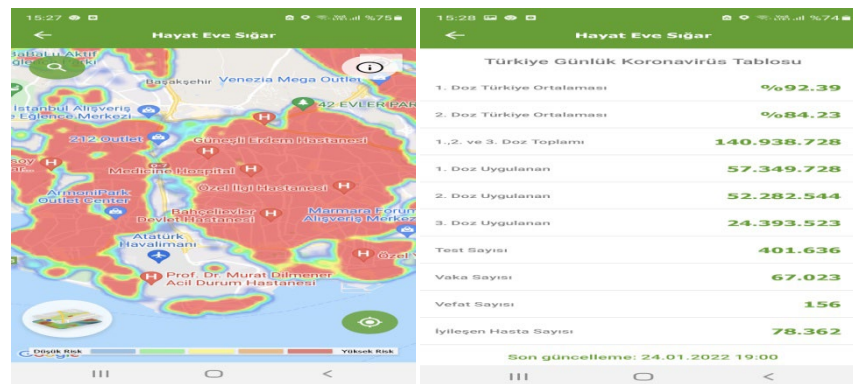 15:27
%75
Hayat Eve Sığar
Başakşehir
Venezia Mega Outlet
İstanbul Alışveriş
e Eğlence Merkezi
42 EVLER PAR
212 Outlet
Güneşli Erdem Hastanesi
Medicine Hospital
Özel İlgi Hastanesi
ArmoniPark
Outlet Center
Bahçelievler
Devlet Hastanesi
Marmara Forum
Alışveriş Merkez
Atatürk
Havalimanı
Özel
Prof. Dr. Murat Dilmener
Acil Durum Hastanesi
Google
Düşük Risk
Yüksek Risk
15:28
%74
Hayat Eve Sığar
Türkiye Günlük Koronavirüs Tablosu
1. Doz Türkiye Ortalaması
%92.39
2. Doz Türkiye Ortalaması
%84.23
1.,2. ve 3. Doz Toplamı
140.938.728
1. Doz Uygulanan
57.349.728
2. Doz Uygulanan
52.282.544
3. Doz Uygulanan
24.393.523
Test Sayısı
401.636
Vaka Sayısı
67.023
Vefat Sayısı
156
İyileşen Hasta Sayısı
78.362
Son güncelleme: 24.01.2022 19:00